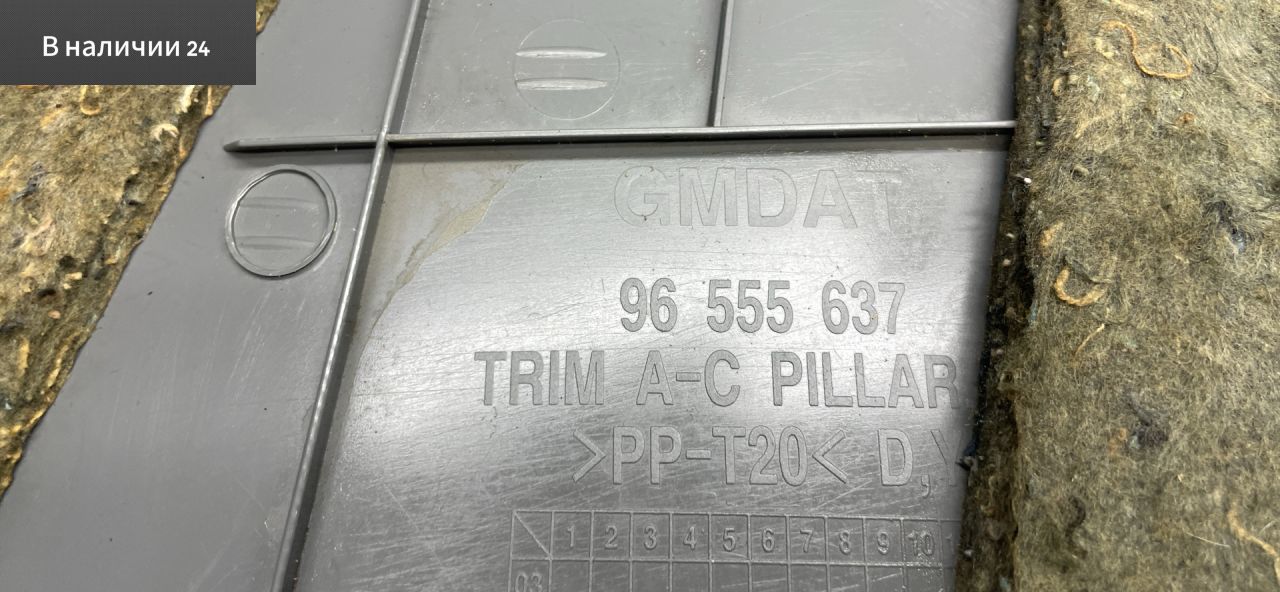 В наличии 24
GMDAT
96 555 637
TRIM A-C PILLAR
>PP-T20< D,
1 2 3 4 5 6 7 8 9 10
03